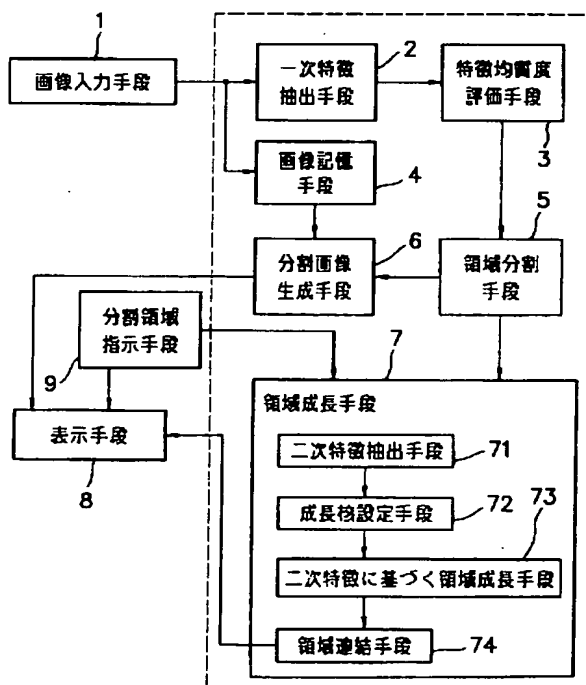 1
画像入力手段
2
一次特徴
抽出手段
特徴均質度
評価手段
3
画像記憶
手段
4
5
6
分割画像
生成手段
領域分割
手段
分割領域
指示手段
9
7
表示手段
8
領域成長手段
二次特徴抽出手段
71
成長核設定手段
72
73
二次特徴に基づく領域成長手段
領域連結手段
74